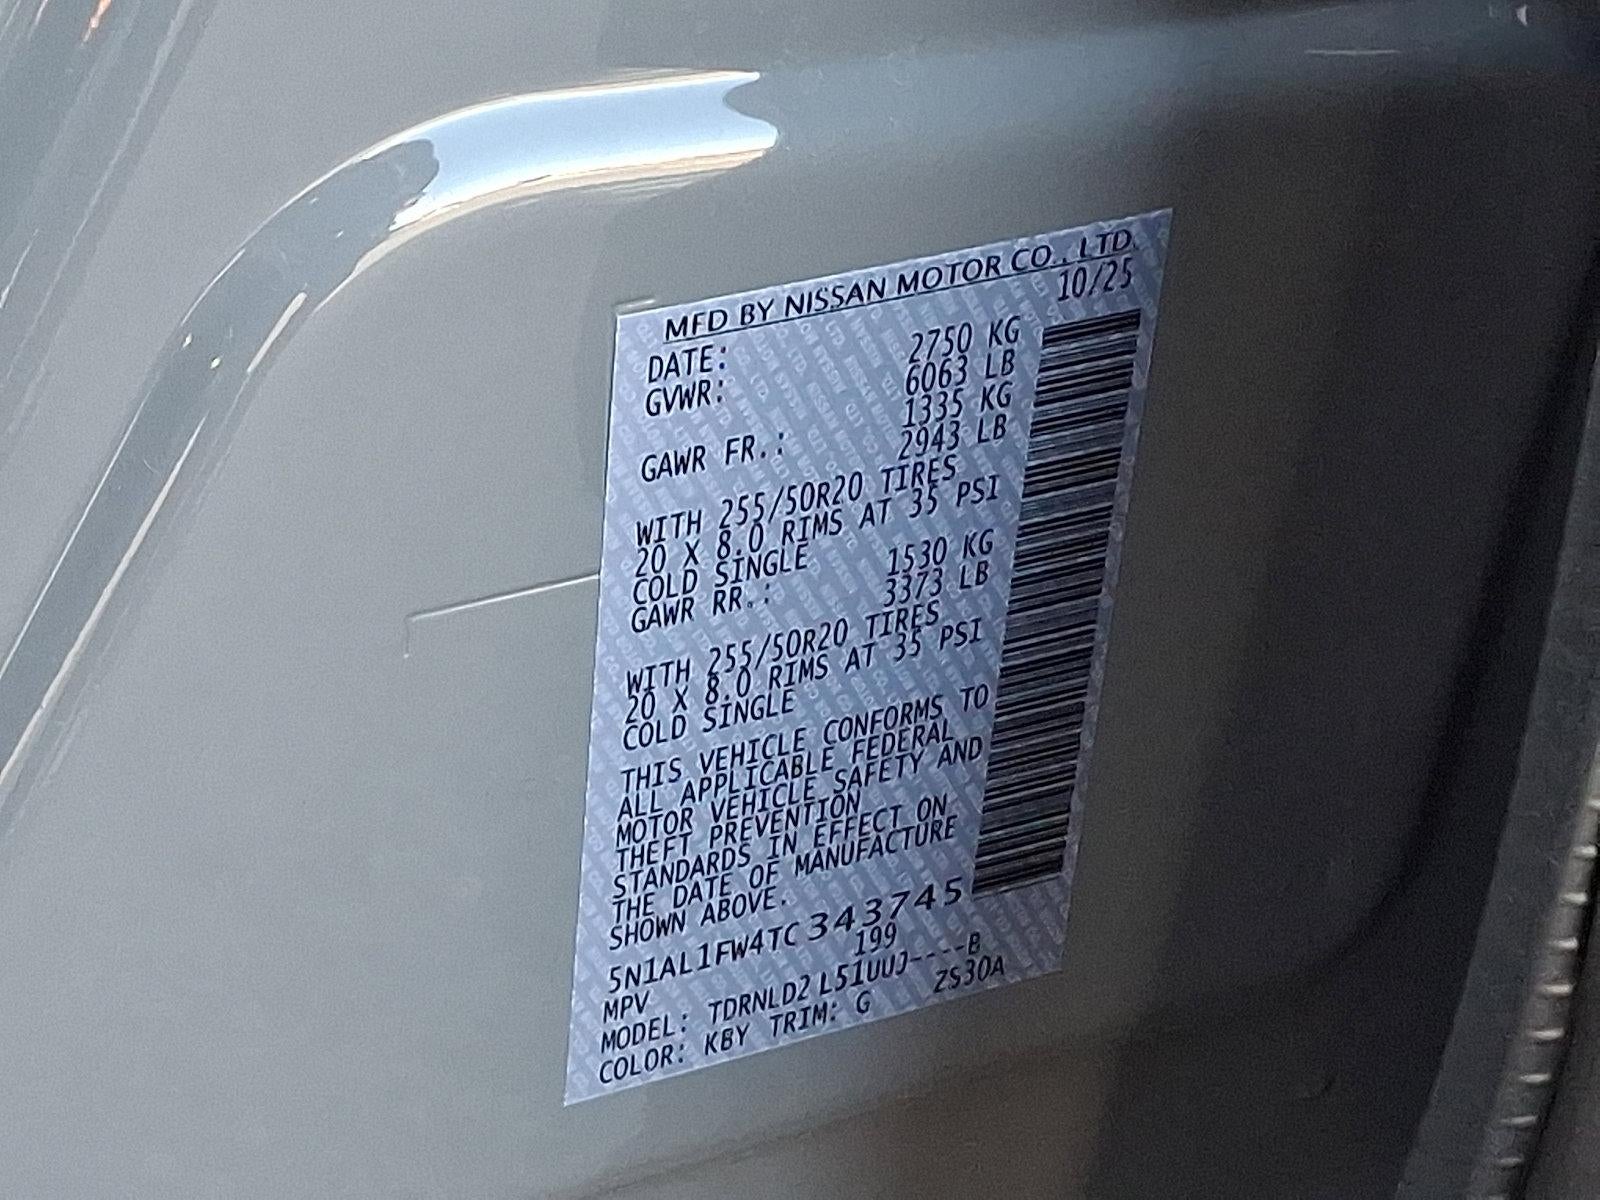 MFD BY NISSAN MOTOR CO., LTD.
DATE: 10/25
GVWR: 2750 KG
6063 LB
GAWR FR.: 1335 KG
2943 LB
WITH 255/50R20 TIRES
20 X 8.0 RIMS AT 35 PSI
COLD SINGLE
GAWR RR.: 1530 KG
3373 LB
WITH 255/50R20 TIRES
20 X 8.0 RIMS AT 35 PSI
COLD SINGLE
THIS VEHICLE CONFORMS TO
ALL APPLICABLE FEDERAL
MOTOR VEHICLE SAFETY AND
THEFT PREVENTION
STANDARDS IN EFFECT ON
THE DATE OF MANUFACTURE
SHOWN ABOVE.
5N1AL1FW4TC343745
MPV 199
MODEL: TDRNLD2 L51UUJ----B
COLOR: KBY TRIM: G ZS30A